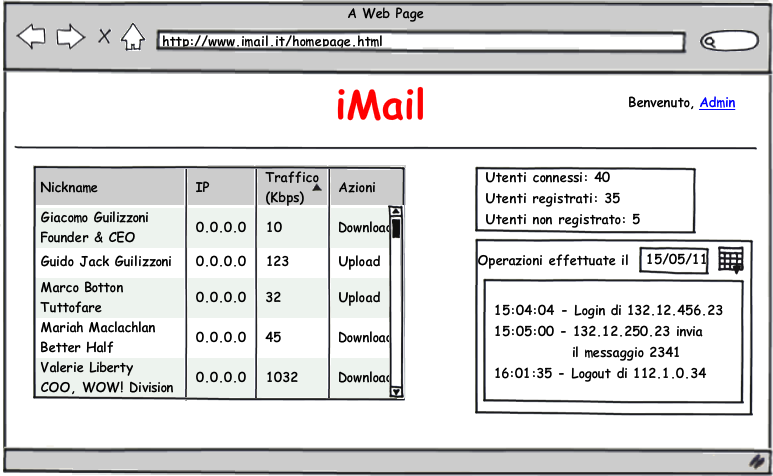 A Web Page
http://www.imail.it/homepage.html
iMail
Benvenuto, Admin
Nickname IP Traffico (Kbps) Azioni
Giacomo Guilizzoni
Founder & CEO 0.0.0.0 10 Downloac
Guido Jack Guilizzoni 0.0.0.0 123 Upload
Marco Botton
Tuttofare 0.0.0.0 32 Upload
Mariah Maclachlan
Better Half 0.0.0.0 45 Downloac
Valerie Liberty
COO, WOW! Division 0.0.0.0 1032 Downloac
Utenti connessi: 40
Utenti registrati: 35
Utenti non registrato: 5
Operazioni effettuate il 15/05/11
15:04:04 - Login di 132.12.456.23
15:05:00 - 132.12.250.23 invia
il messaggio 2341
16:01:35 - Logout di 112.1.0.34